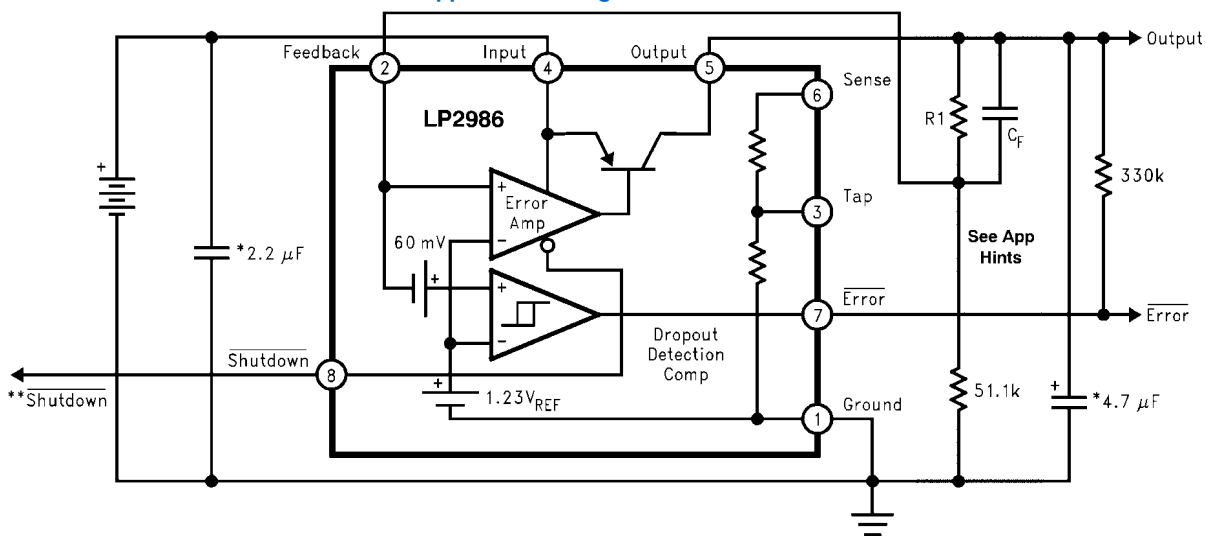 Feedback
Input
Output
Output
2
4
5
6
Sense
LP2986
R1
C_F
330k
+
+
Error
Amp
−
3
Tap
See App
Hints
*2.2 μF
60 mV
+
+
−
7
Error
Error
Dropout
Detection
Comp
Shutdown
8
**Shutdown
+
1.23V_REF
1
Ground
51.1k
+
*4.7 μF